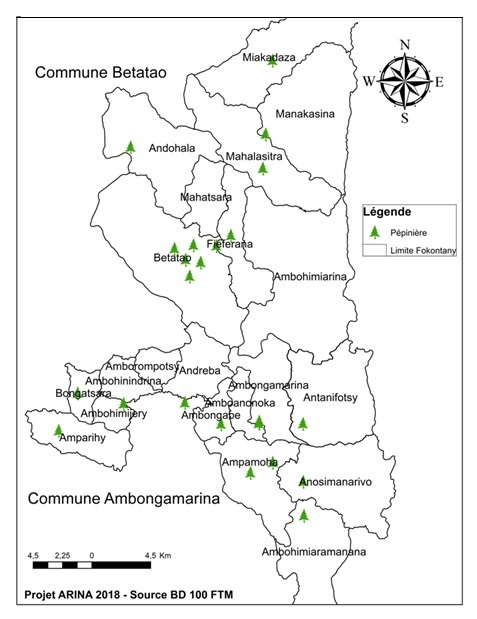 Commune Betatao
Miakadaza
N
W
E
S
Manakasina
Andohala
Mahalasitra
Mahatsara
Légende
Pépinière
Limite Fokontany
Fieferana
Betatao
Ambohimiarina
Amborompotsy
Andreba
Ambohinindrina
Ambongamarina
Bongatsara
Antanifotsy
Ambohimijery
Ambongabe
Amparihy
Ampamoha
Anosimanarivo
Commune Ambongamarina
Ambohimiaramanana
4,5 2,25 0 4,5 Km
Projet ARINA 2018 - Source BD 100 FTM